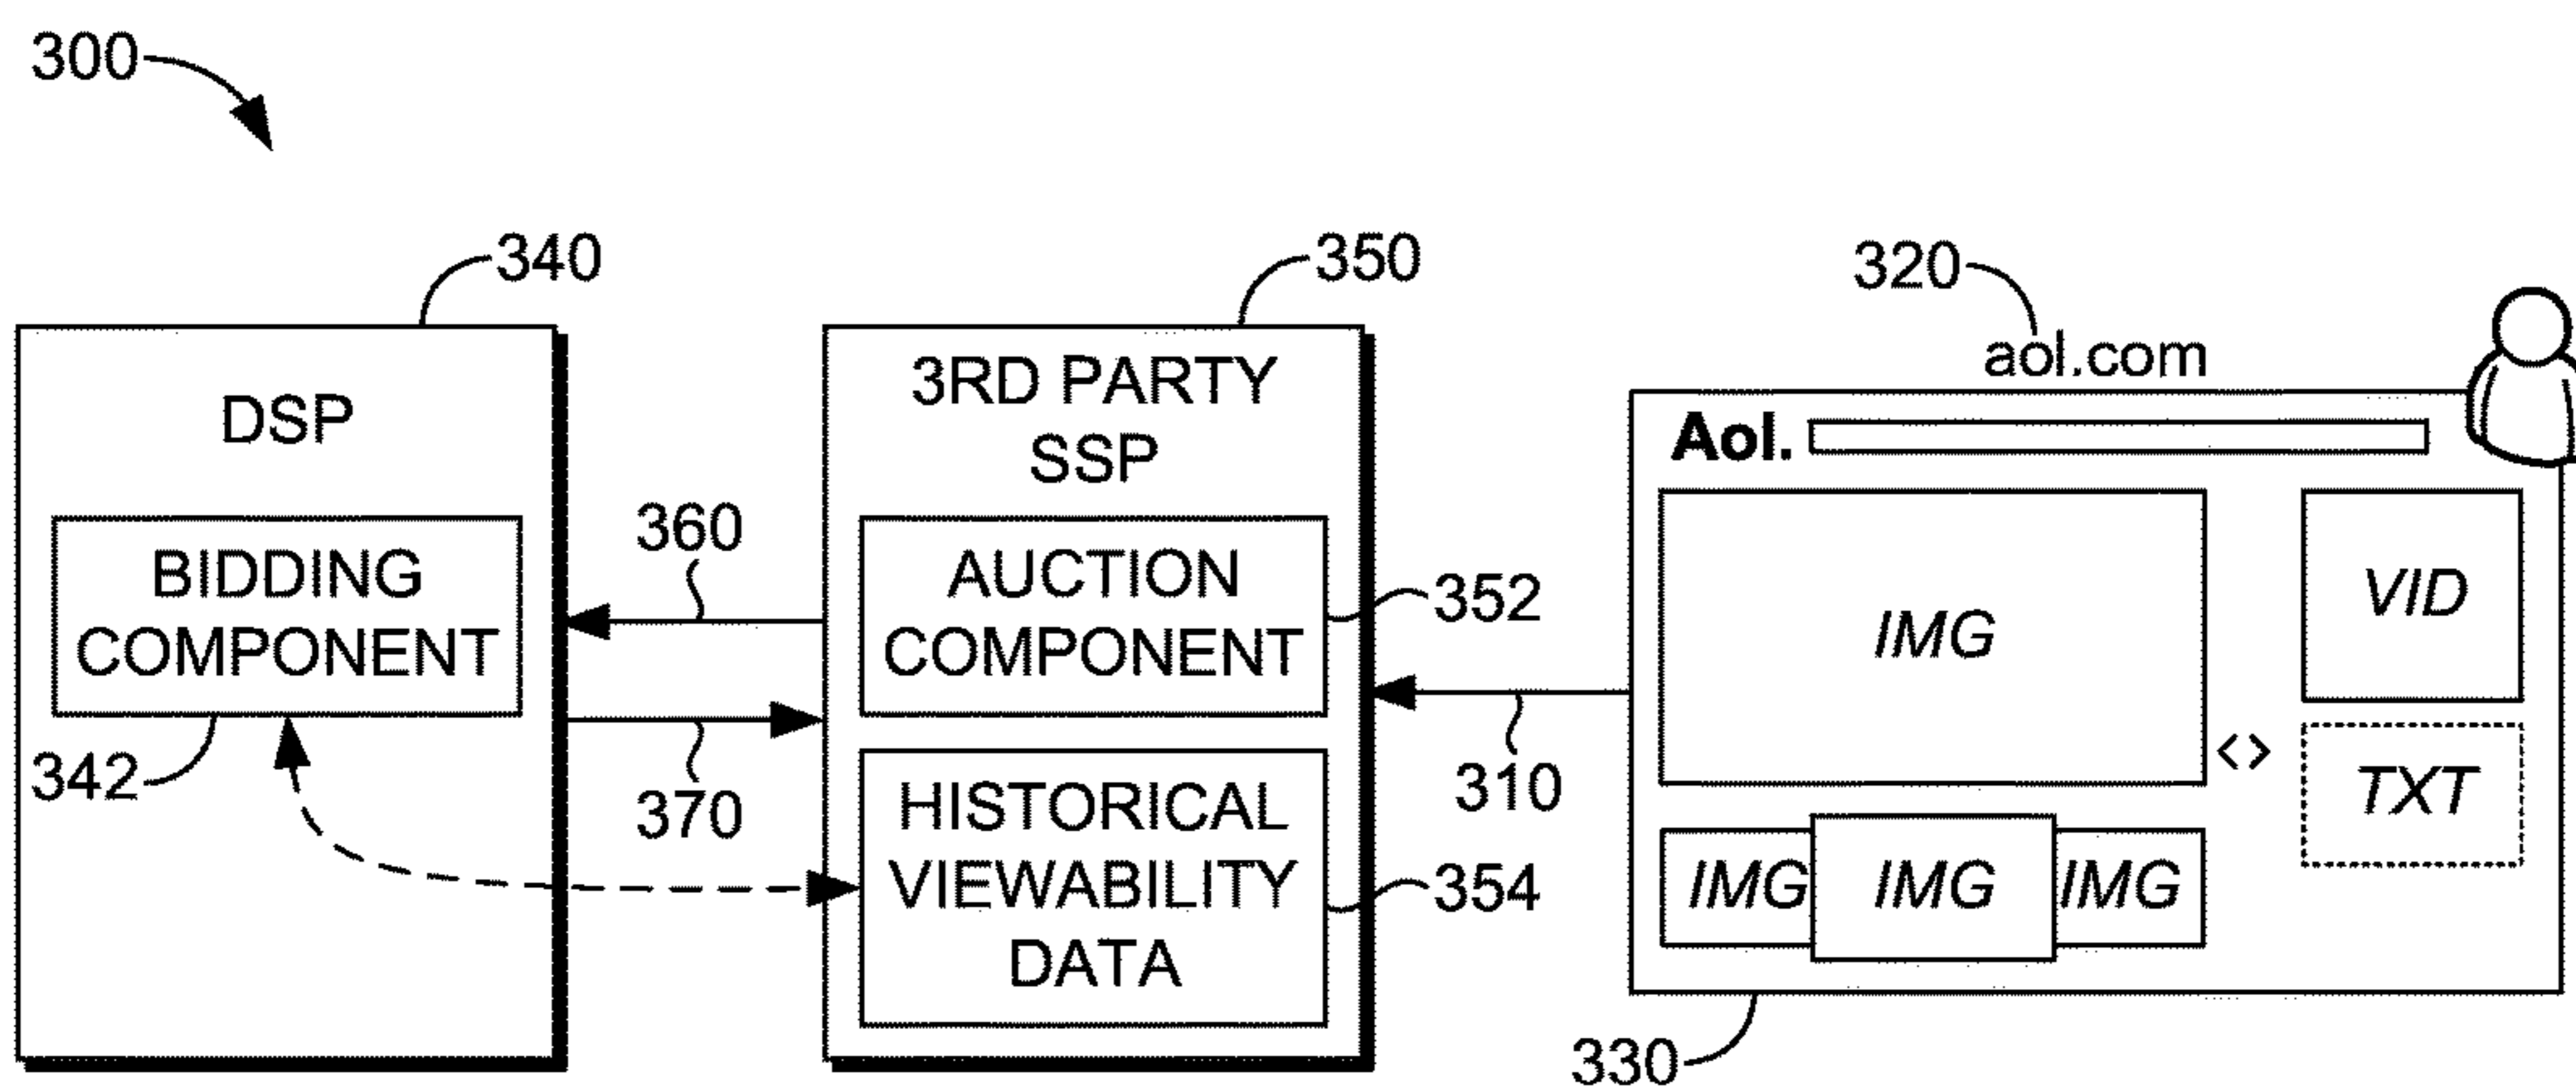 300
340
350
320
aol.com
DSP
3RD PARTY
SSP
Aol.
BIDDING
COMPONENT
360
AUCTION
COMPONENT
352
IMG
VID
342
370
HISTORICAL
VIEWABILITY
DATA
354
310
<>
TXT
IMG IMG IMG
330